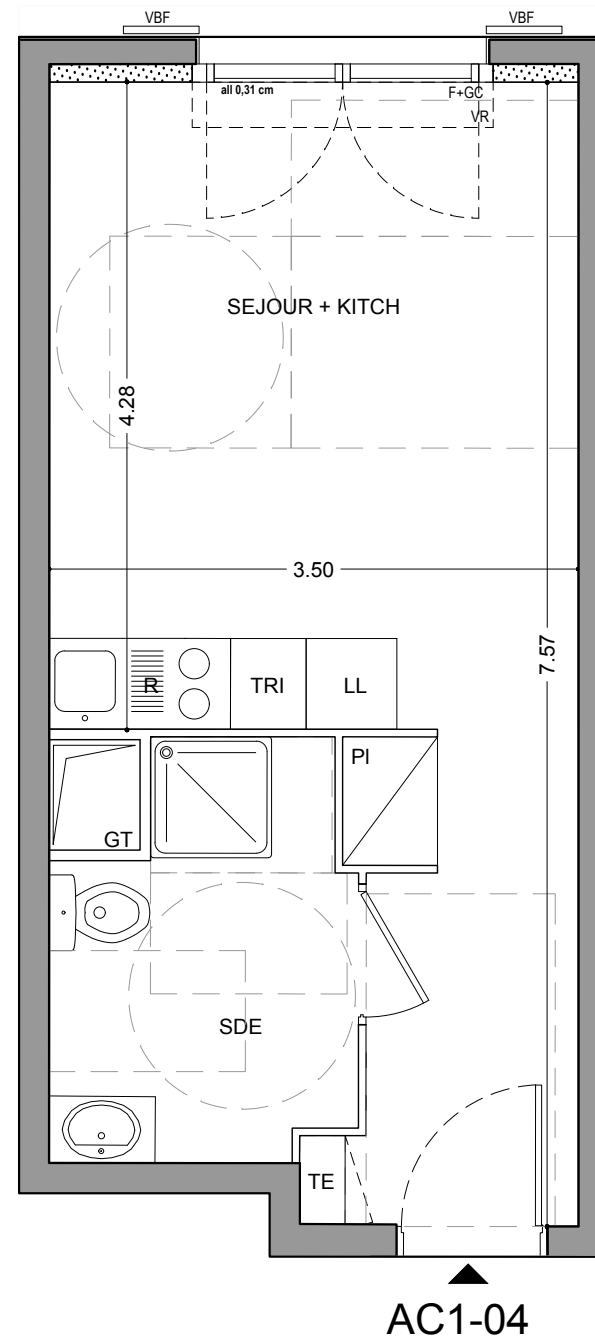 VBF VBF
all 0,31 cm F+GC
VR
SEJOUR + KITCH
4.28
3.50
7.57
R TRI LL
PI
GT
SDE
TE
AC1-04